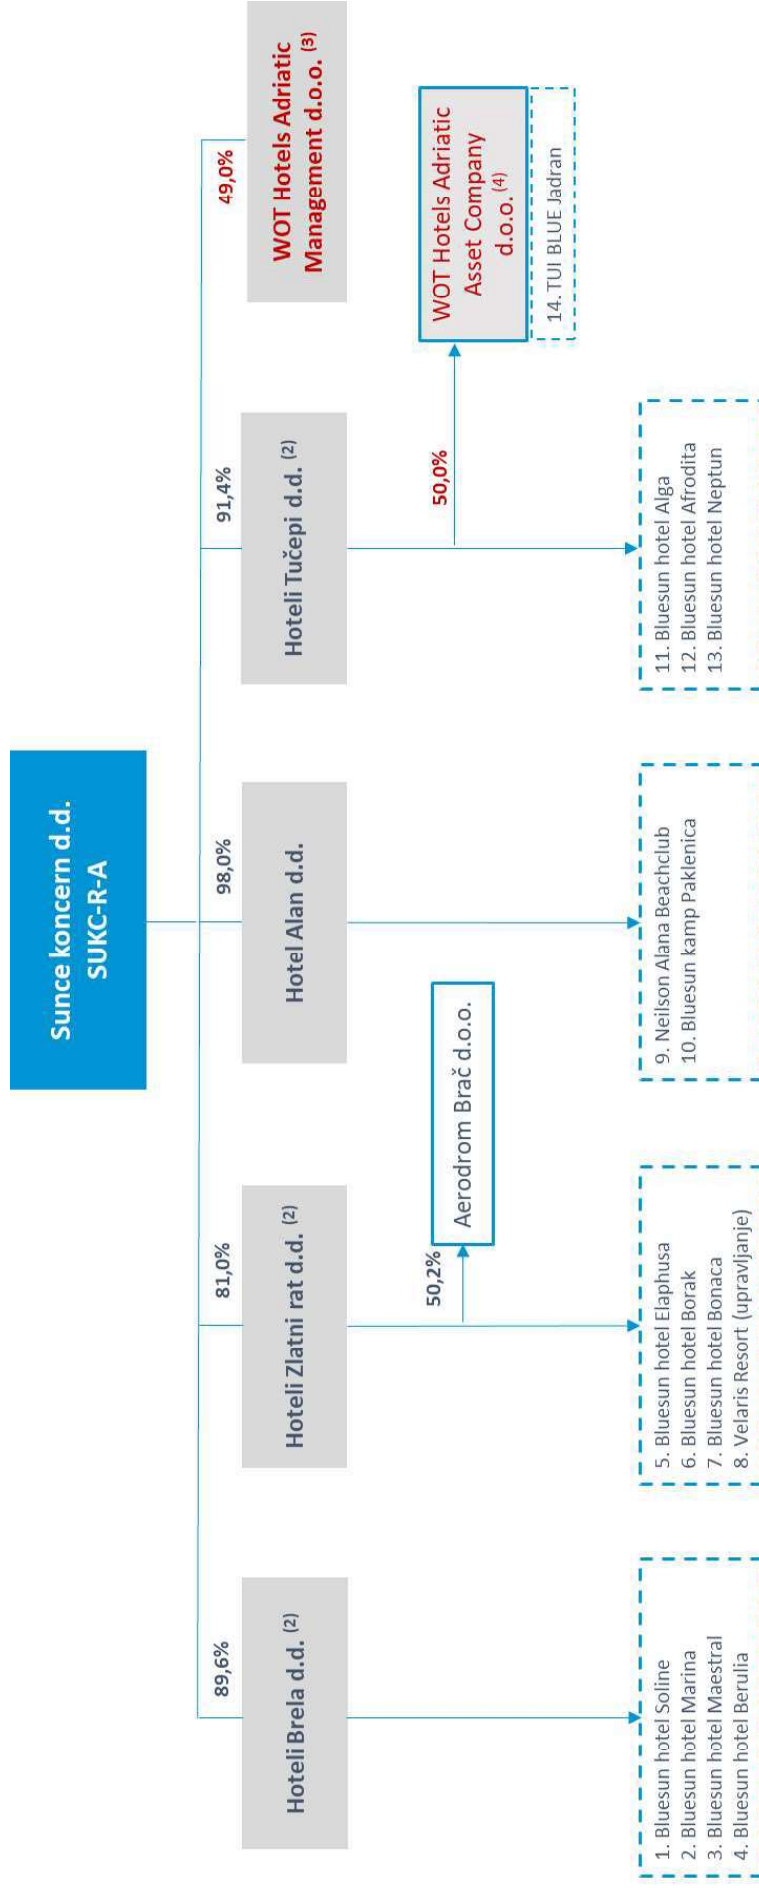 Sunce koncern d.d.
SUKC-R-A
89,6%
81,0%
98,0%
91,4%
49,0%
Hoteli Brela d.d. (2)
Hoteli Zlatni rat d.d. (2)
Hotel Alan d.d.
Hoteli Tučepi d.d. (2)
WOT Hotels Adriatic
Management d.o.o. (3)
50,2%
Aerodrom Brač d.o.o.
50,0%
WOT Hotels Adriatic
Asset Company
d.o.o. (4)
14. TUI BLUE Jadran
1. Bluesun hotel Soline
2. Bluesun hotel Marina
3. Bluesun hotel Maestral
4. Bluesun hotel Berulia
5. Bluesun hotel Elaphusa
6. Bluesun hotel Borak
7. Bluesun hotel Bonaca
8. Velaris Resort (upravljanje)
9. Neilson Alana Beachclub
10. Bluesun kamp Paklenica
11. Bluesun hotel Alga
12. Bluesun hotel Afrodita
13. Bluesun hotel Neptun